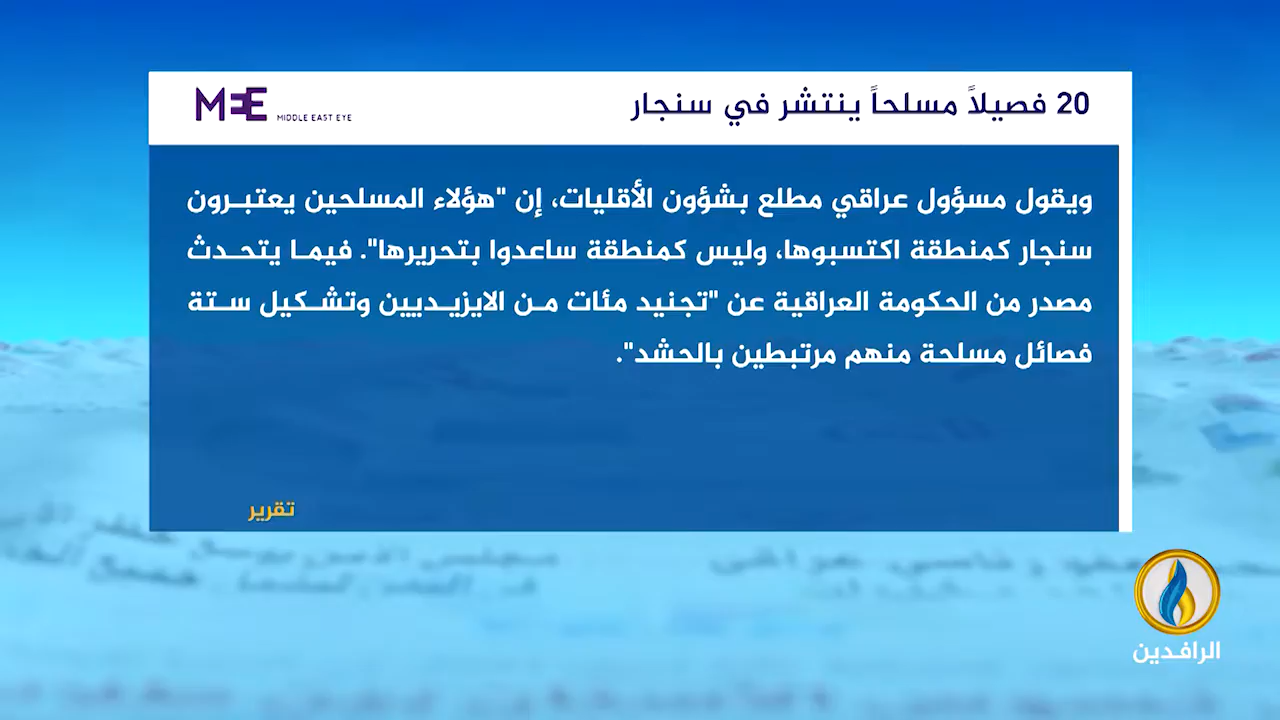 20 فصيلاً مسلحاً ينتشر في سنجار
MEE MIDDLE EAST EYE
ويقول مسؤول عراقي مطلع بشؤون الأقليات، إن "هؤلاء المسلحين يعتبرون
سنجار كمنطقة اكتسبوها، وليس كمنطقة ساعدوا بتحريرها". فيما يتحدث
مصدر من الحكومة العراقية عن "تجنيد مئات من الايزيديين وتشكيل ستة
فصائل مسلحة منهم مرتبطين بالحشد".
تقرير
الرافدين